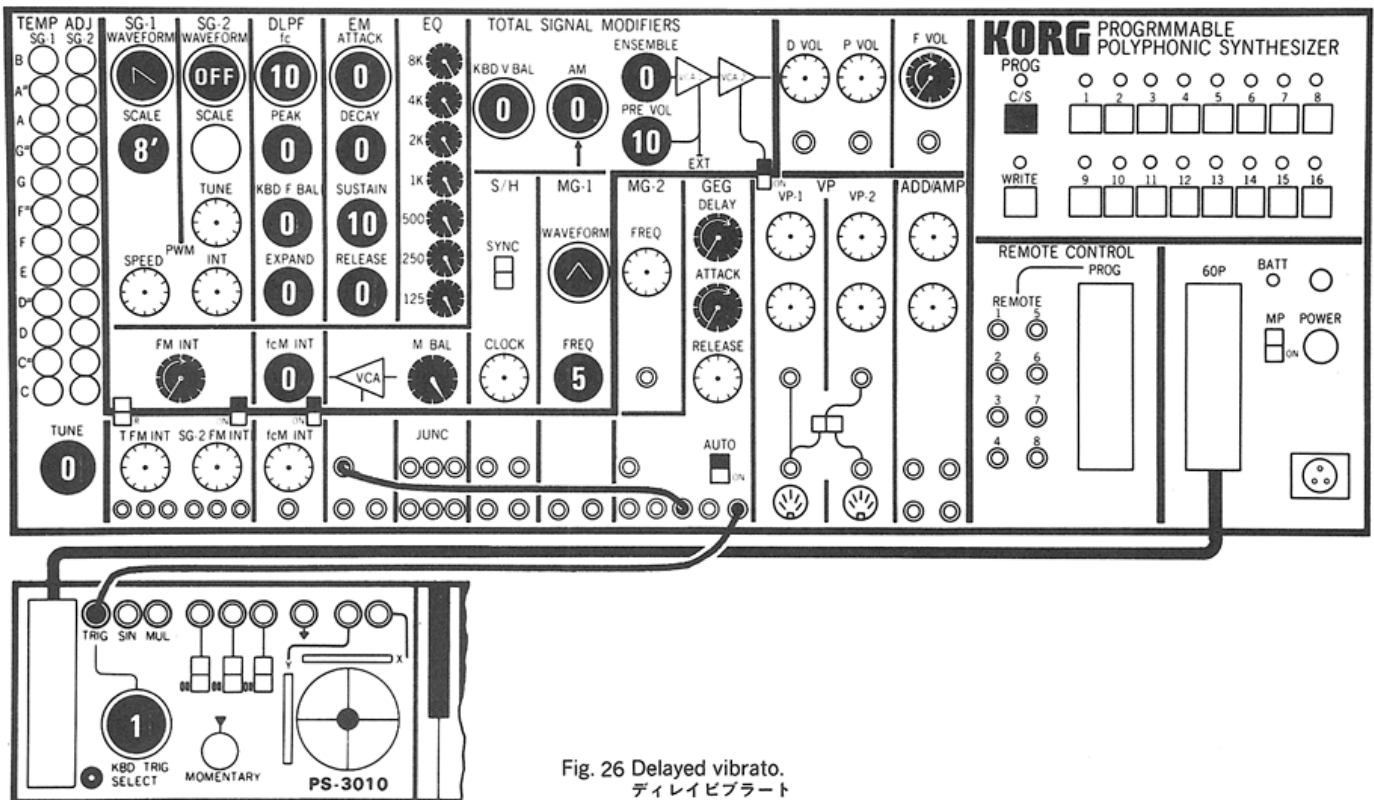 TEMP ADJ
SG-1 SG-2
B
A#
A
G#
G
F#
F
E
D#
D
C#
C
TUNE
0
SG-1
WAVEFORM
SCALE
8'
SPEED
PWM
SG-2
WAVEFORM
OFF
SCALE
TUNE
INT
DLPF
fc
10
PEAK
0
KBD F BAL
0
EXPAND
0
EM
ATTACK
0
DECAY
0
SUSTAIN
10
RELEASE
0
EQ
8K
4K
2K
1K
500
250
125
FM INT
fcM INT
0
VCA
M BAL
ON
ON
T FM INT
SG-2 FM INT
fcM INT
JUNC
TOTAL SIGNAL MODIFIERS
KBD V BAL
0
AM
0
ENSEMBLE
0
PRE VOL
10
VCA 1
VCA 2
EXT
ON
S/H
SYNC
CLOCK
MG-1
WAVEFORM
FREQ
5
MG-2
FREQ
GEG
DELAY
ATTACK
RELEASE
AUTO
ON
D VOL
P VOL
F VOL
VP
VP-1
VP-2
ADD/AMP
KORG PROGRMMABLE
POLYPHONIC SYNTHESIZER
PROG
C/S
1 2 3 4 5 6 7 8
WRITE
9 10 11 12 13 14 15 16
REMOTE CONTROL
PROG
REMOTE
1 5
2 6
3 7
4 8
60P
BATT
MP
ON
POWER
TRIG SIN MUL
Y
X
1
KBD TRIG
SELECT
MOMENTARY
PS-3010
Fig. 26 Delayed vibrato.
ディレイビブラート